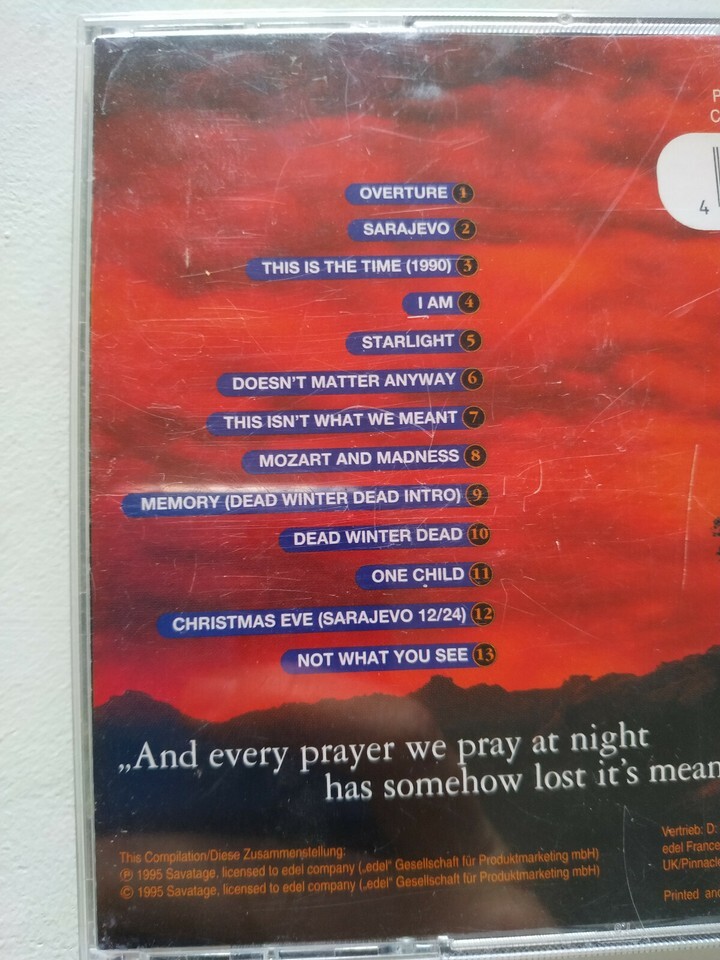 P
C
4
OVERTURE 1
SARAJEVO 2
THIS IS THE TIME (1990) 3
I AM 4
STARLIGHT 5
DOESN'T MATTER ANYWAY 6
THIS ISN'T WHAT WE MEANT 7
MOZART AND MADNESS 8
MEMORY (DEAD WINTER DEAD INTRO) 9
DEAD WINTER DEAD 10
ONE CHILD 11
CHRISTMAS EVE (SARAJEVO 12/24) 12
NOT WHAT YOU SEE 13
„And every prayer we pray at night
has somehow lost it's mean
This Compilation/Diese Zusammenstellung:
℗ 1995 Savatage, licensed to edel company („edel“ Gesellschaft für Produktmarketing mbH)
© 1995 Savatage, licensed to edel company („edel“ Gesellschaft für Produktmarketing mbH)
Vertrieb: D:
edel France
UK/Pinnacle
Printed and